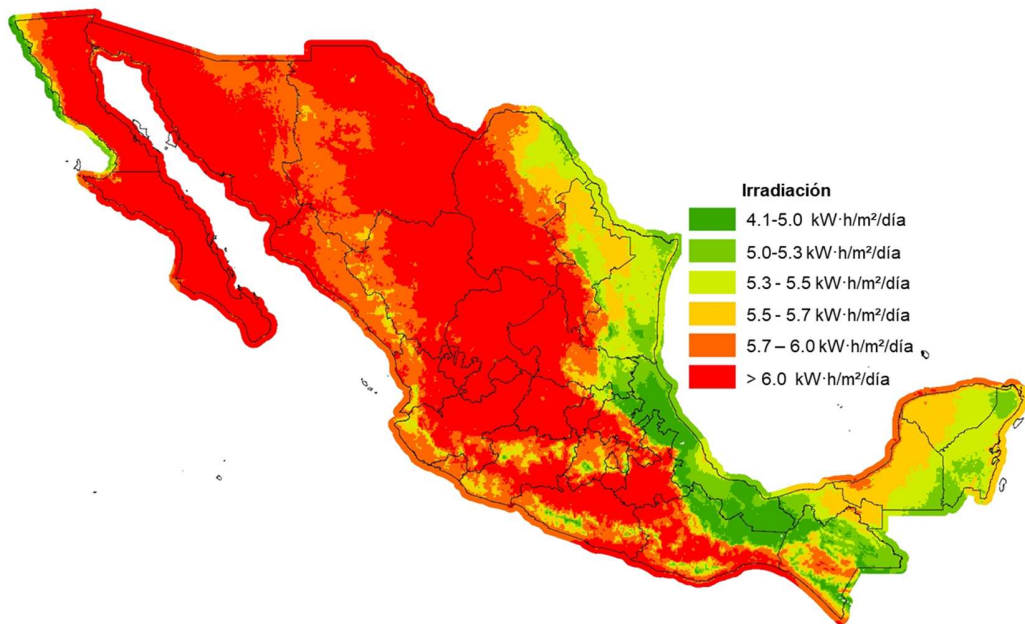 Irradiación
4.1-5.0 kW·h/m²/día
5.0-5.3 kW·h/m²/día
5.3 - 5.5 kW·h/m²/día
5.5 - 5.7 kW·h/m²/día
5.7 – 6.0 kW·h/m²/día
> 6.0 kW·h/m²/día